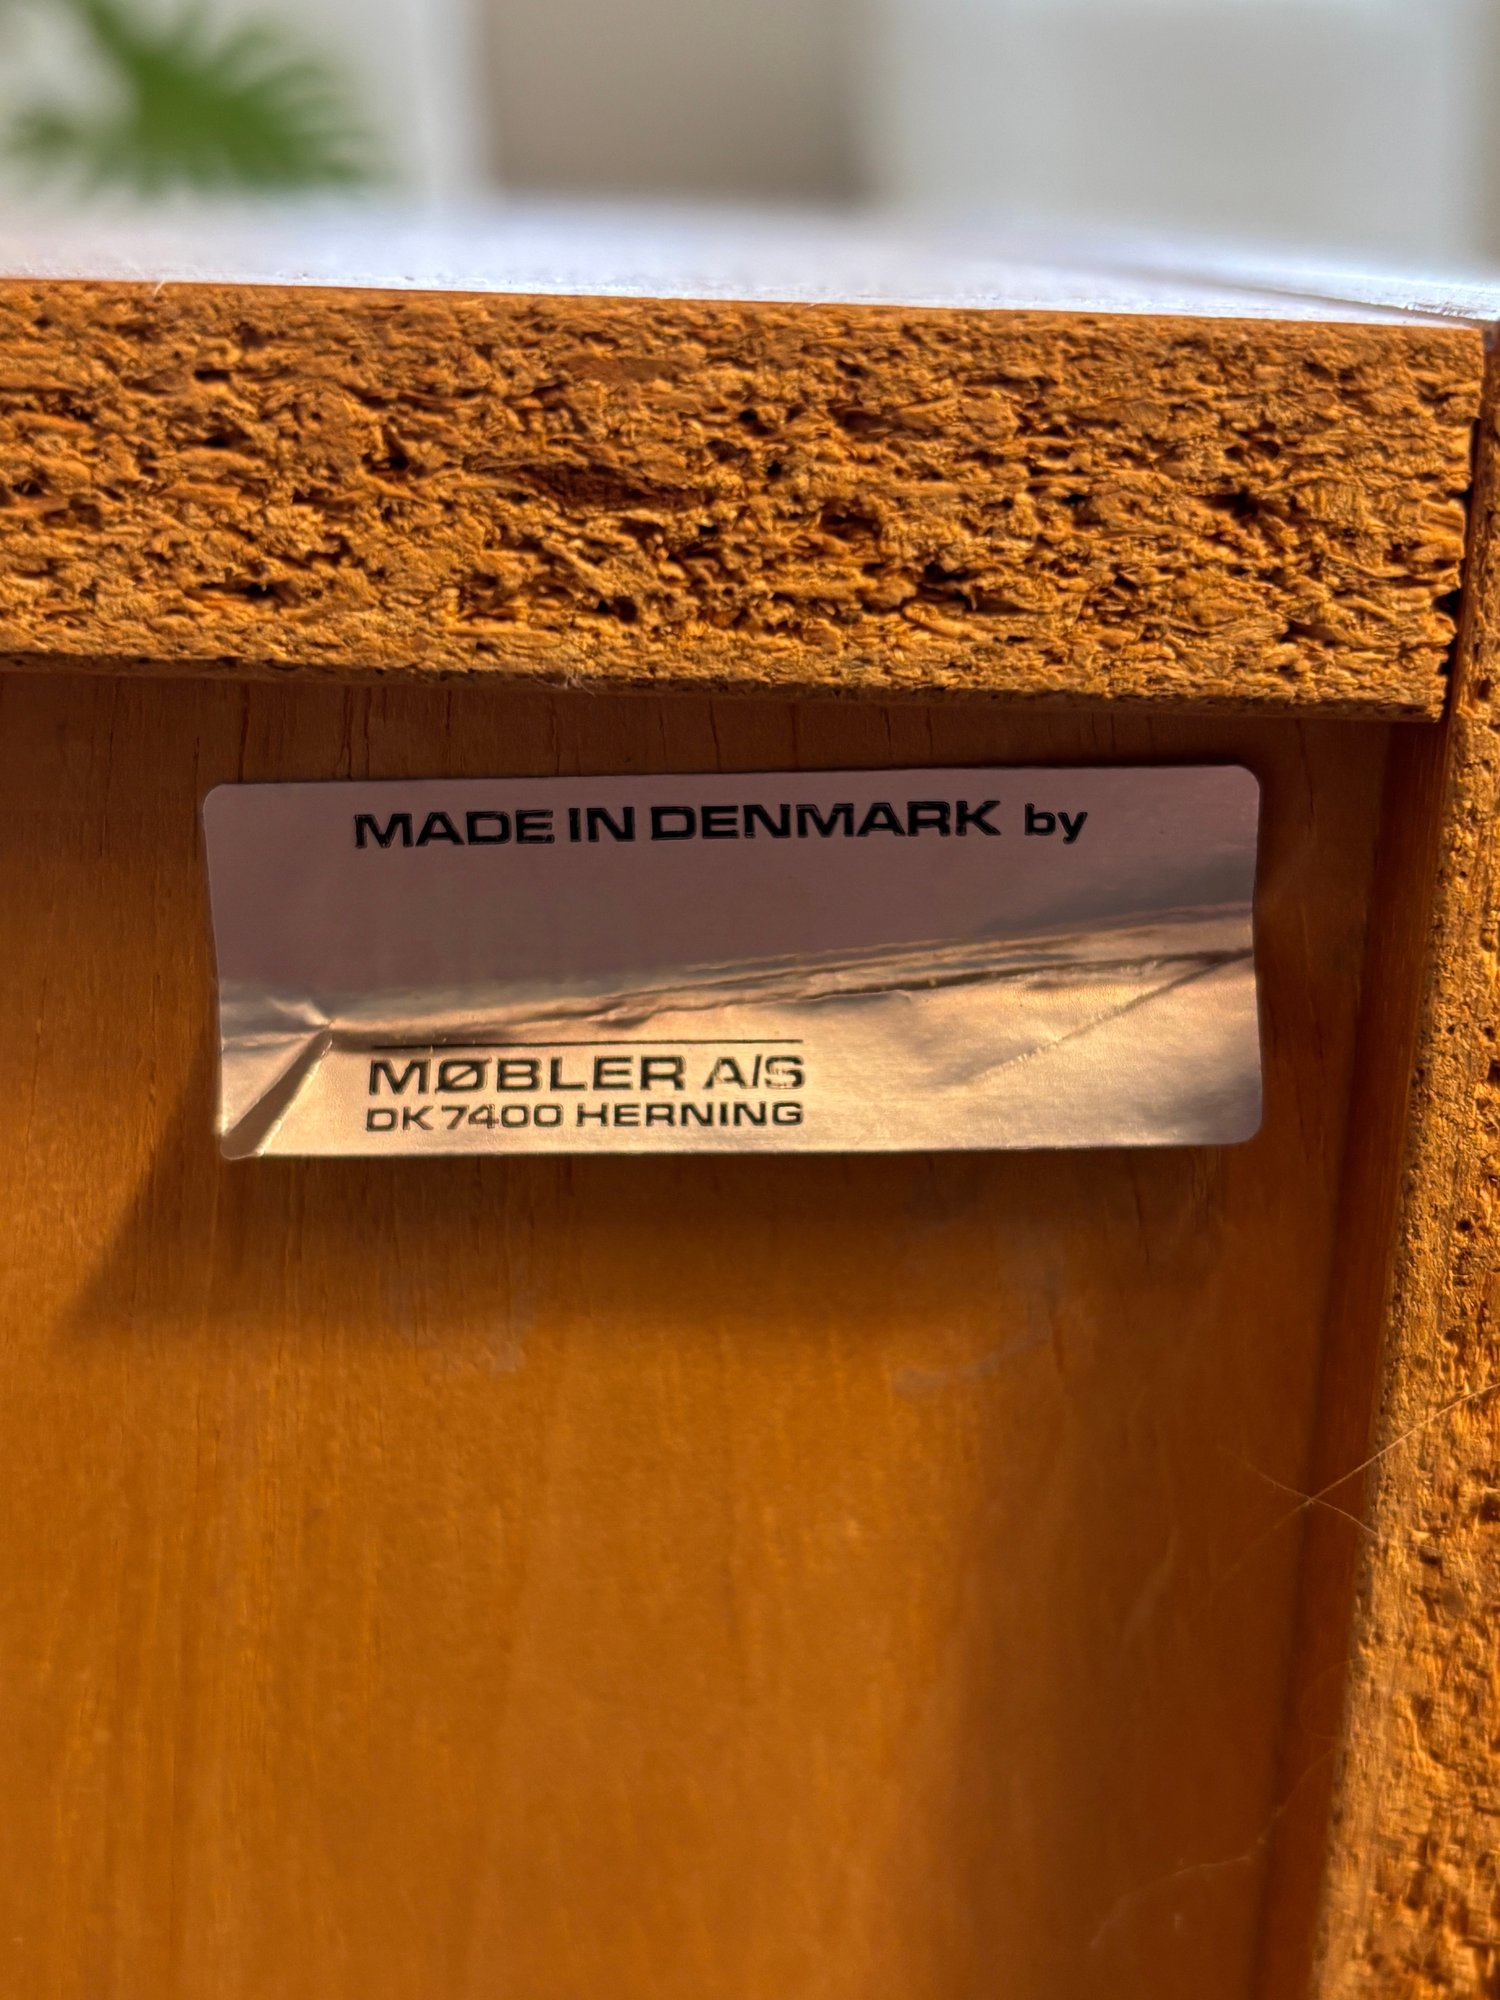 MADE IN DENMARK by
MØBLER A/S
DK 7400 HERNING